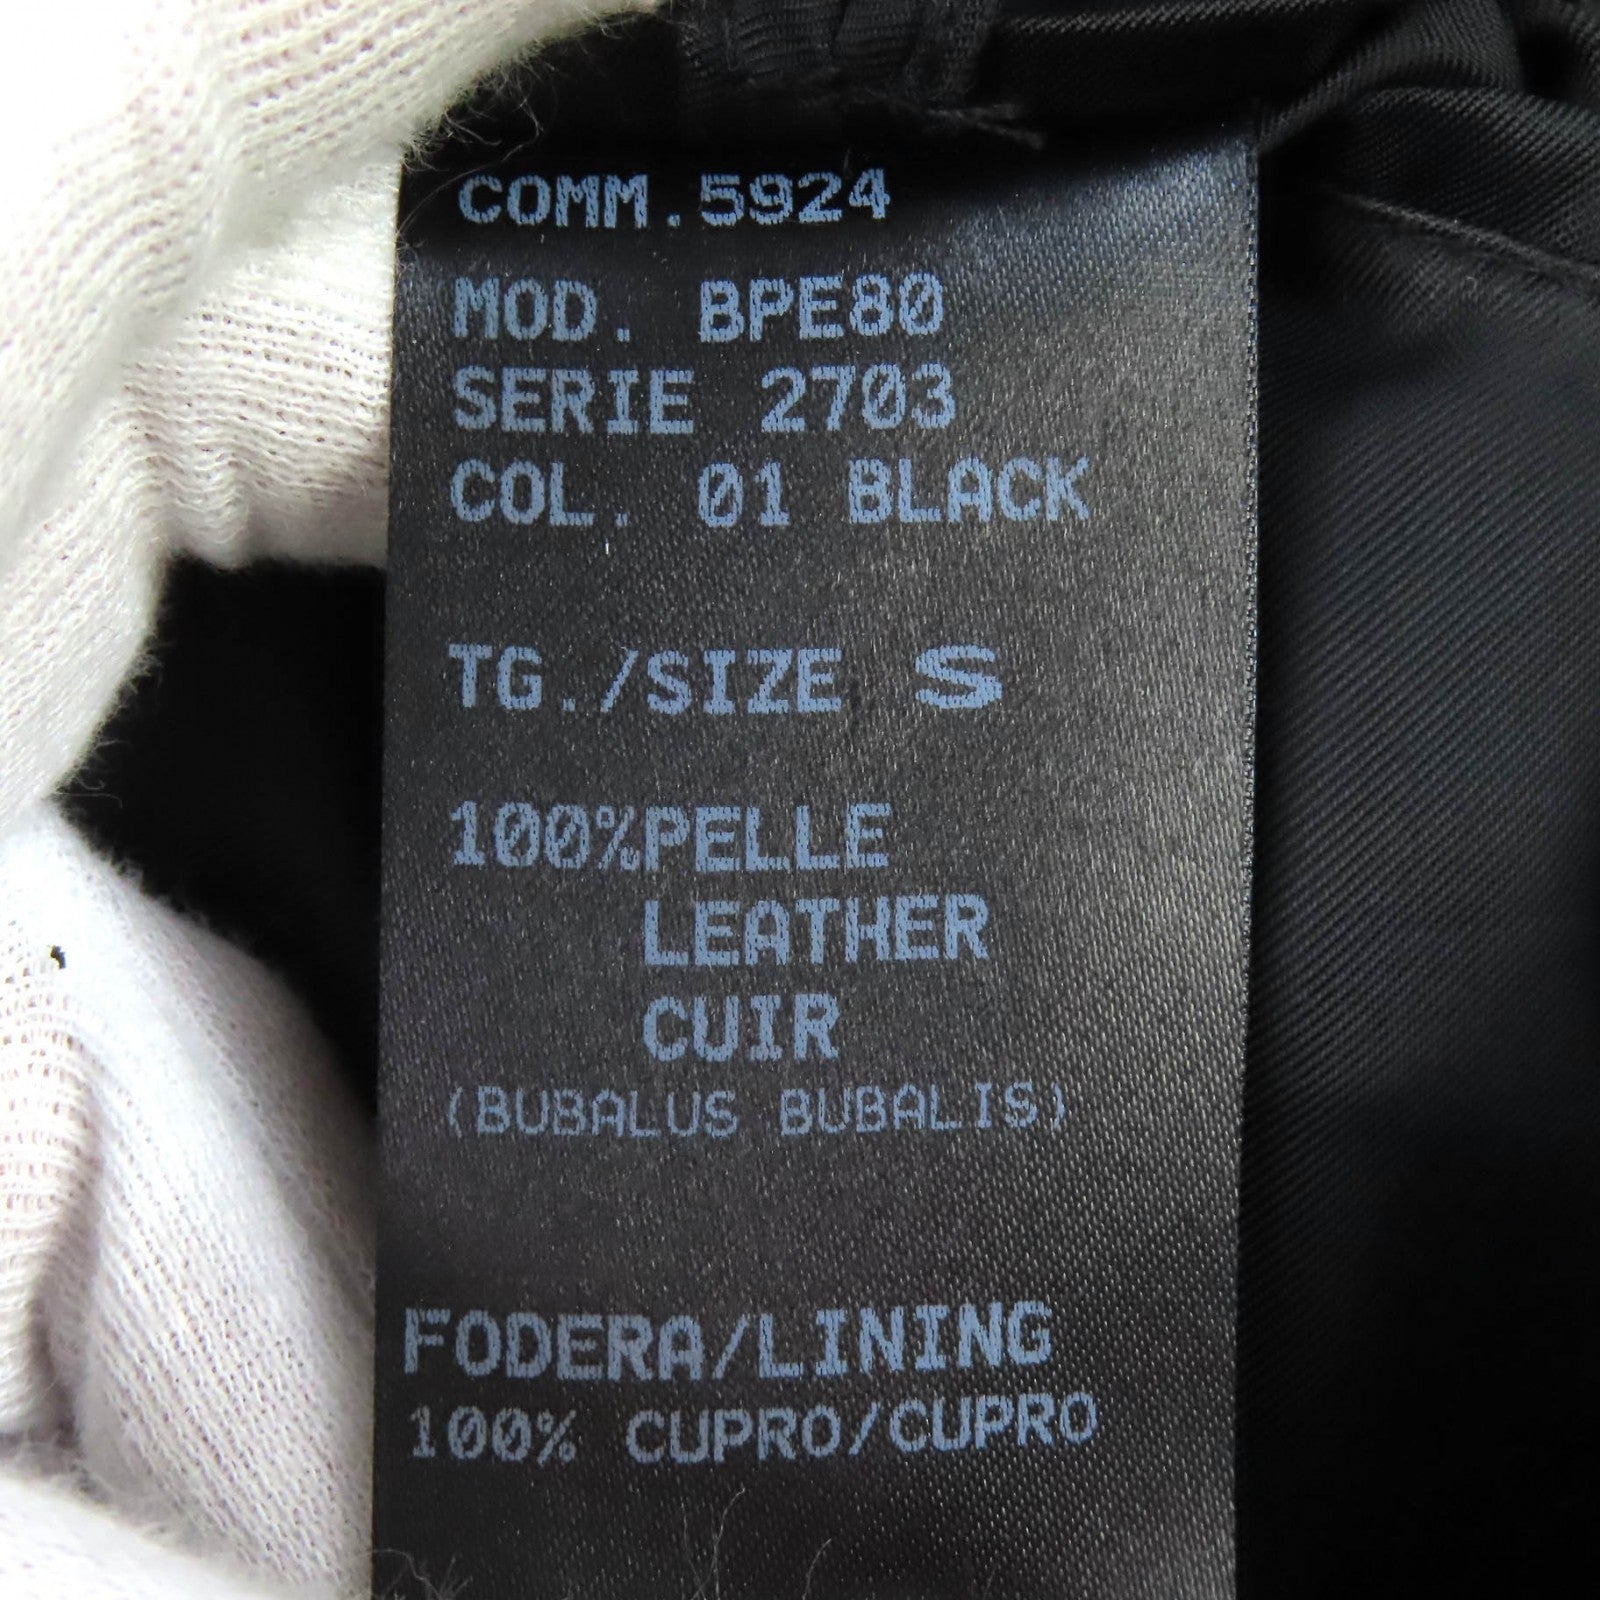 COMM.5924
MOD. BPE80
SERIE 2703
COL. 01 BLACK
TG./SIZE S
100%PELLE
LEATHER
CUIR
(BUBALUS BUBALIS)
FODERA/LINING
100% CUPRO/CUPRO